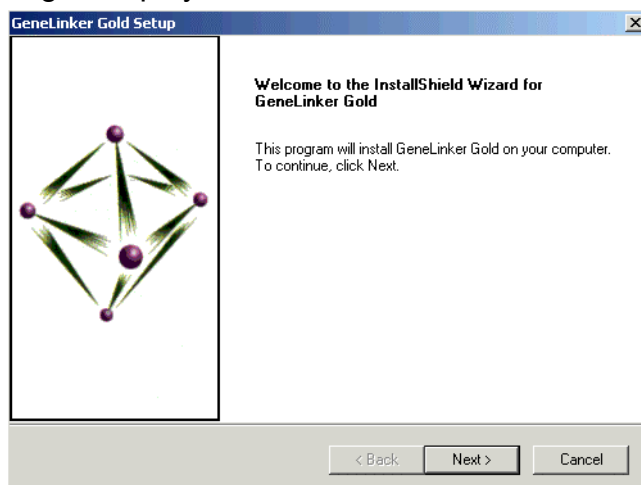 GeneLinker Gold Setup
Welcome to the InstallShield Wizard for
GeneLinker Gold
This program will install GeneLinker Gold on your computer.
To continue, click Next.
< Back
Next >
Cancel